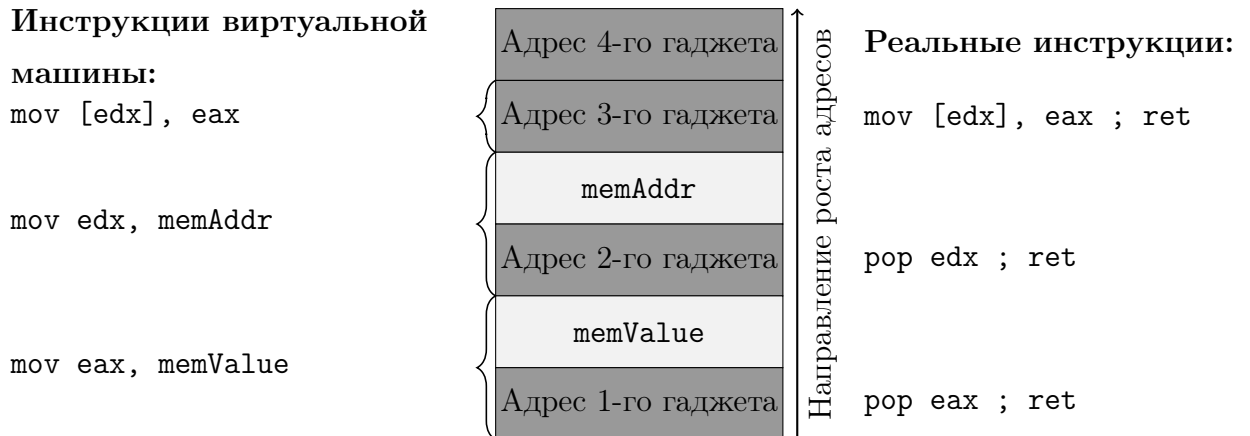 Инструкции виртуальной
машины:
mov [edx], eax
mov edx, memAddr
mov eax, memValue
Адрес 4-го гаджета
Адрес 3-го гаджета
memAddr
Адрес 2-го гаджета
memValue
Адрес 1-го гаджета
Направление роста адресов
Реальные инструкции:
mov [edx], eax ; ret
pop edx ; ret
pop eax ; ret